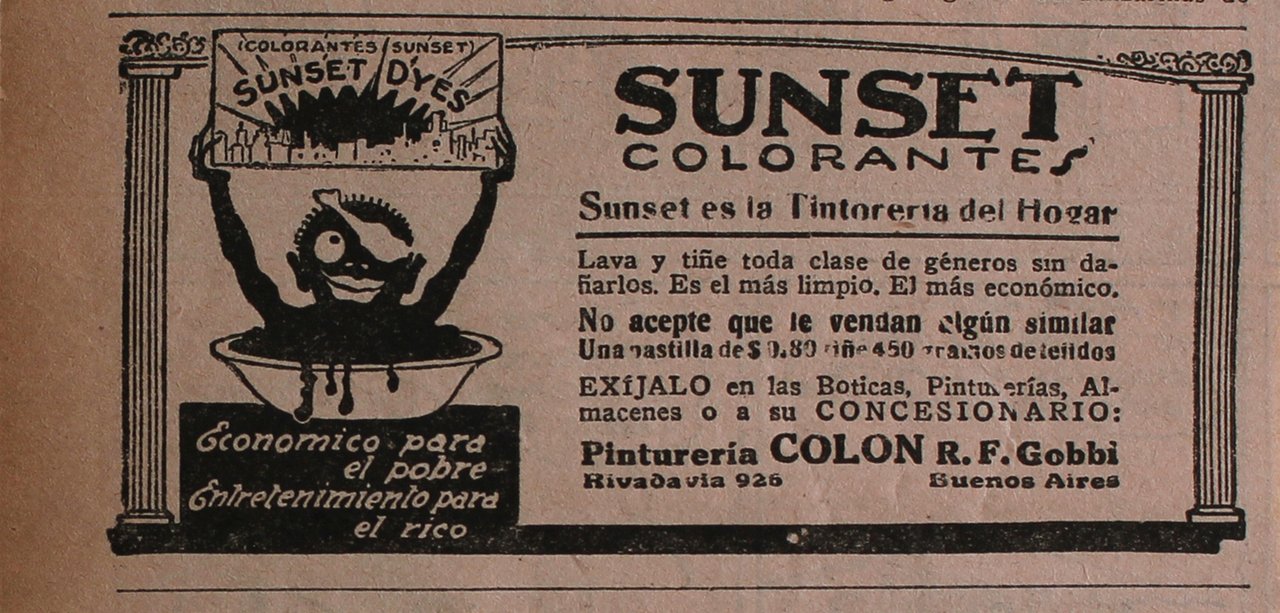 (COLORANTES SUNSET)
SUNSET DYES
Economico para
el pobre
Entretenimiento para
el rico
SUNSET
COLORANTES
Sunset es la Tintoreria del Hogar
Lava y tiñe toda clase de géneros sin da-
ñarlos. Es el más limpio. El más económico.
No acepte que le vendan algún similar
Una pastilla de $ 0.80 tiñe 450 gramos de tejidos
EXÍJALO en las Boticas, Pinturerías, Al-
macenes o a su CONCESIONARIO:
Pinturería COLON R. F. Gobbi
Rivadavia 926 Buenos Aires